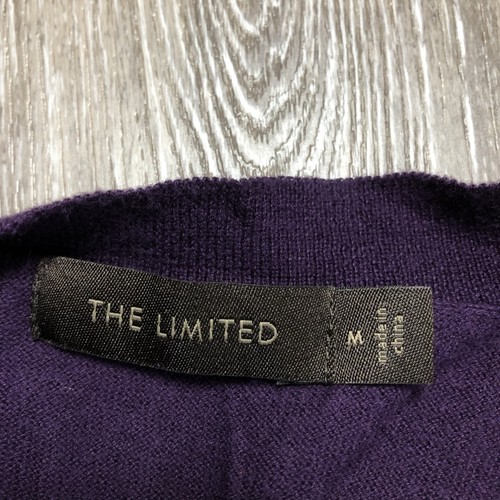 THE LIMITED
M
made in
china